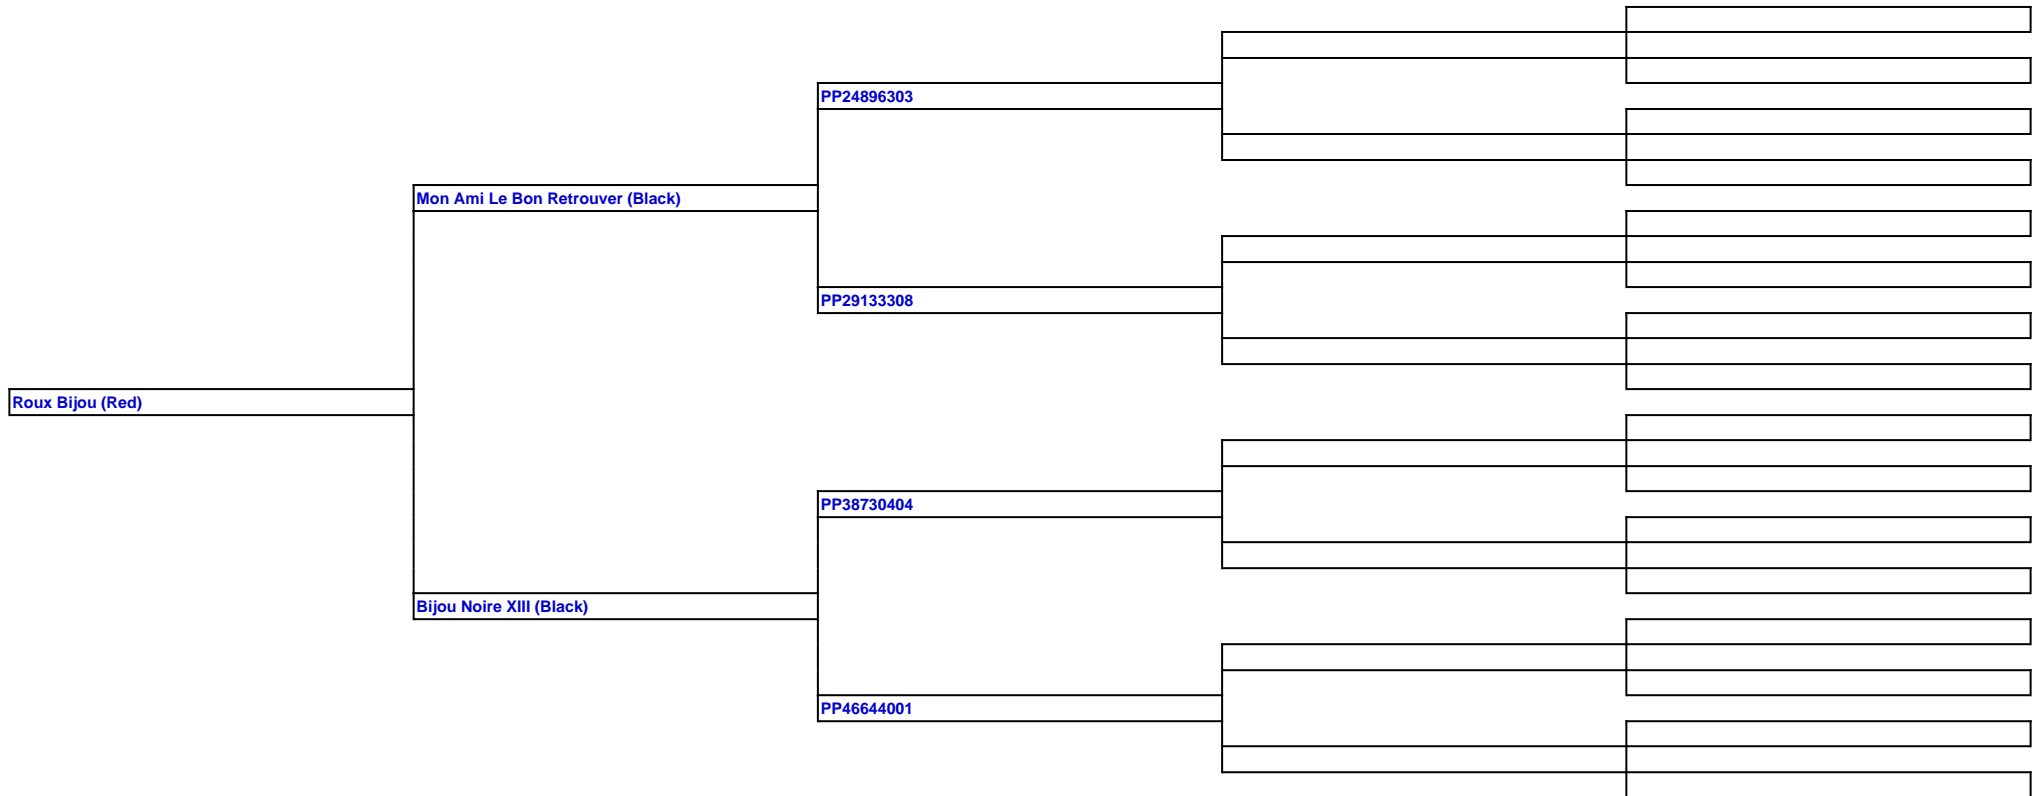 PP24896303
Mon Ami Le Bon Retrouver (Black)
PP29133308
Roux Bijou (Red)
PP38730404
Bijou Noire XIII (Black)
PP46644001